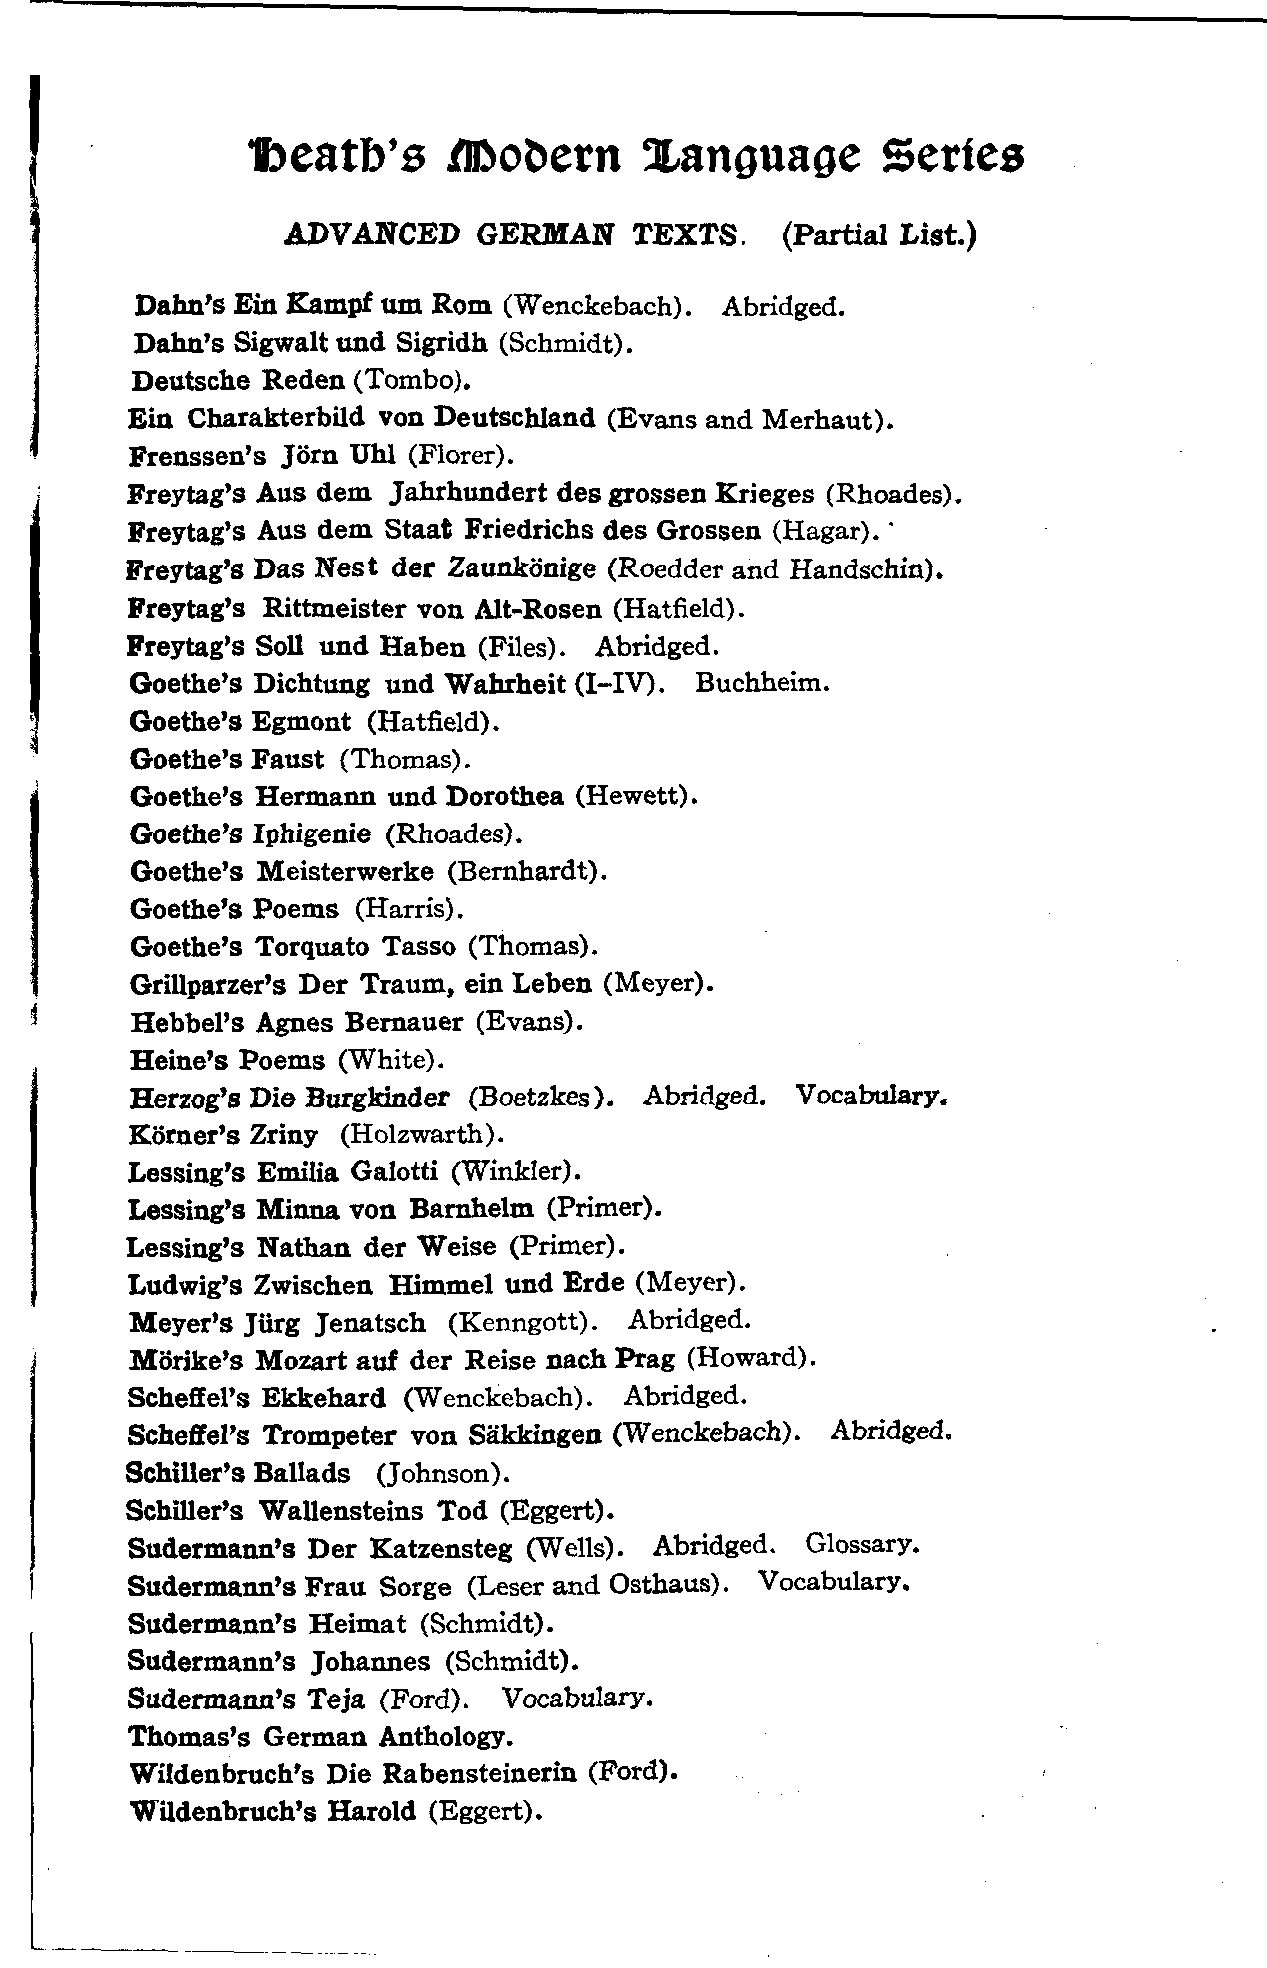 Heath's Modern Language Series
ADVANCED GERMAN TEXTS. (Partial List.)
Dahn's Ein Kampf um Rom (Wenckebach). Abridged.
Dahn's Sigwalt und Sigridh (Schmidt).
Deutsche Reden (Tombo).
Ein Charakterbild von Deutschland (Evans and Merhaut).
Frenssen's Jörn Uhl (Florer).
Freytag's Aus dem Jahrhundert des grossen Krieges (Rhoades).
Freytag's Aus dem Staat Friedrichs des Grossen (Hagar).
Freytag's Das Nest der Zaunkönige (Roedder and Handschin).
Freytag's Rittmeister von Alt-Rosen (Hatfield).
Freytag's Soll und Haben (Files). Abridged.
Goethe's Dichtung und Wahrheit (I-IV). Buchheim.
Goethe's Egmont (Hatfield).
Goethe's Faust (Thomas).
Goethe's Hermann und Dorothea (Hewett).
Goethe's Iphigenie (Rhoades).
Goethe's Meisterwerke (Bernhardt).
Goethe's Poems (Harris).
Goethe's Torquato Tasso (Thomas).
Grillparzer's Der Traum, ein Leben (Meyer).
Hebbel's Agnes Bernauer (Evans).
Heine's Poems (White).
Herzog's Die Burgkinder (Boetzkes). Abridged. Vocabulary.
Körner's Zriny (Holzwarth).
Lessing's Emilia Galotti (Winkler).
Lessing's Minna von Barnhelm (Primer).
Lessing's Nathan der Weise (Primer).
Ludwig's Zwischen Himmel und Erde (Meyer).
Meyer's Jürg Jenatsch (Kenngott). Abridged.
Mörike's Mozart auf der Reise nach Prag (Howard).
Scheffel's Ekkehard (Wenckebach). Abridged.
Scheffel's Trompeter von Säkkingen (Wenckebach). Abridged.
Schiller's Ballads (Johnson).
Schiller's Wallensteins Tod (Eggert).
Sudermann's Der Katzensteg (Wells). Abridged. Glossary.
Sudermann's Frau Sorge (Leser and Osthaus). Vocabulary.
Sudermann's Heimat (Schmidt).
Sudermann's Johannes (Schmidt).
Sudermann's Teja (Ford). Vocabulary.
Thomas's German Anthology.
Wildenbruch's Die Rabensteinerin (Ford).
Wildenbruch's Harold (Eggert).